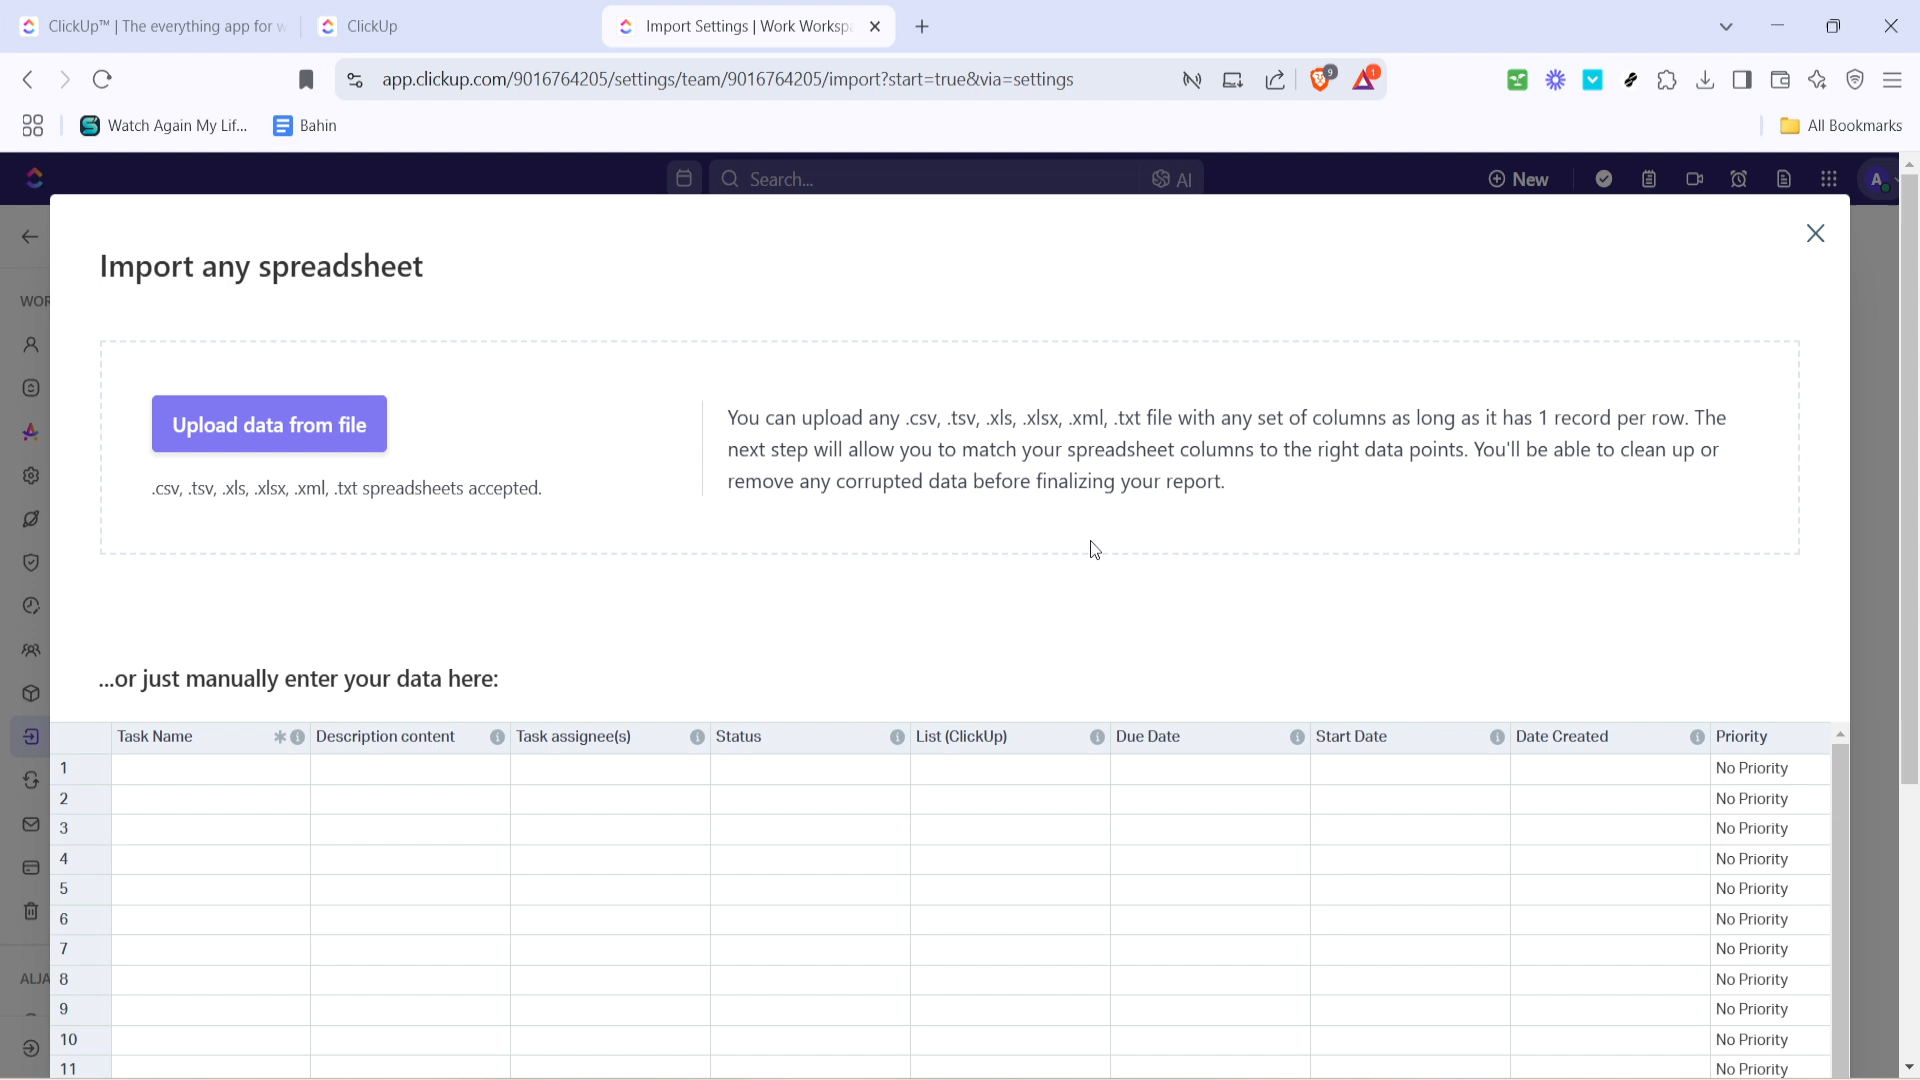 ClickUp™ | The everything app for w
ClickUp
Import Settings | Work Workspa
app.clickup.com/9016764205/settings/team/9016764205/import?start=true&via=settings
9
1
Watch Again My Lif...
Bahin
All Bookmarks
Search...
AI
New
A
Import any spreadsheet
WOR
Upload data from file
.csv, .tsv, .xls, .xlsx, .xml, .txt spreadsheets accepted.
You can upload any .csv, .tsv, .xls, .xlsx, .xml, .txt file with any set of columns as long as it has 1 record per row. The
next step will allow you to match your spreadsheet columns to the right data points. You'll be able to clean up or
remove any corrupted data before finalizing your report.
...or just manually enter your data here:
Task Name * Description content Task assignee(s) Status List (ClickUp) Due Date Start Date Date Created Priority
1 No Priority
2 No Priority
3 No Priority
4 No Priority
5 No Priority
6 No Priority
7 No Priority
ALJA
8 No Priority
9 No Priority
10 No Priority
11 No Priority